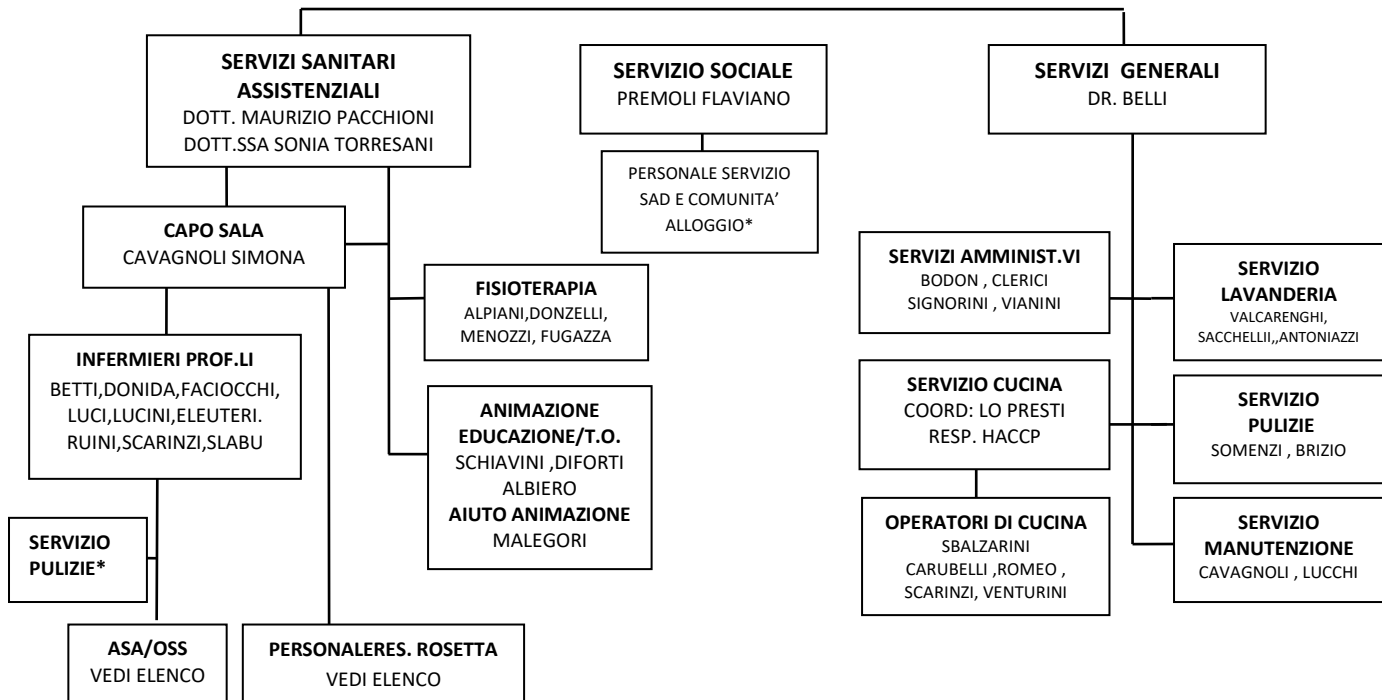 SERVIZI SANITARI
ASSISTENZIALI
DOTT. MAURIZIO PACCHIONI
DOTT.SSA SONIA TORRESANI
SERVIZIO SOCIALE
PREMOLI FLAVIANO
SERVIZI GENERALI
DR. BELLI
PERSONALE SERVIZIO
SAD E COMUNITA’
ALLOGGIO*
CAPO SALA
CAVAGNOLI SIMONA
FISIOTERAPIA
ALPIANI,DONZELLI,
MENOZZI, FUGAZZA
SERVIZI AMMINIST.VI
BODON , CLERICI
SIGNORINI , VIANINI
SERVIZIO
LAVANDERIA
VALCARENGHI,
SACCHELLII,,ANTONIAZZI
INFERMIERI PROF.LI
BETTI,DONIDA,FACIOCCHI,
LUCI,LUCINI,ELEUTERI.
RUINI,SCARINZI,SLABU
ANIMAZIONE
EDUCAZIONE/T.O.
SCHIAVINI ,DIFORTI
ALBIERO
AIUTO ANIMAZIONE
MALEGORI
SERVIZIO CUCINA
COORD: LO PRESTI
RESP. HACCP
SERVIZIO
PULIZIE
SOMENZI , BRIZIO
SERVIZIO
PULIZIE*
OPERATORI DI CUCINA
SBALZARINI
CARUBELLI ,ROMEO ,
SCARINZI, VENTURINI
SERVIZIO
MANUTENZIONE
CAVAGNOLI , LUCCHI
ASA/OSS
VEDI ELENCO
PERSONALERES. ROSETTA
VEDI ELENCO